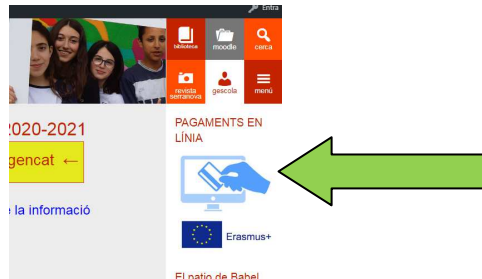 Entra
biblioteca
moodle
cerca
revista
serranova
gescola
menú
2020-2021
gencat ←
la informació
PAGAMENTS EN
LÍNIA
Erasmus+
El patio de Babel